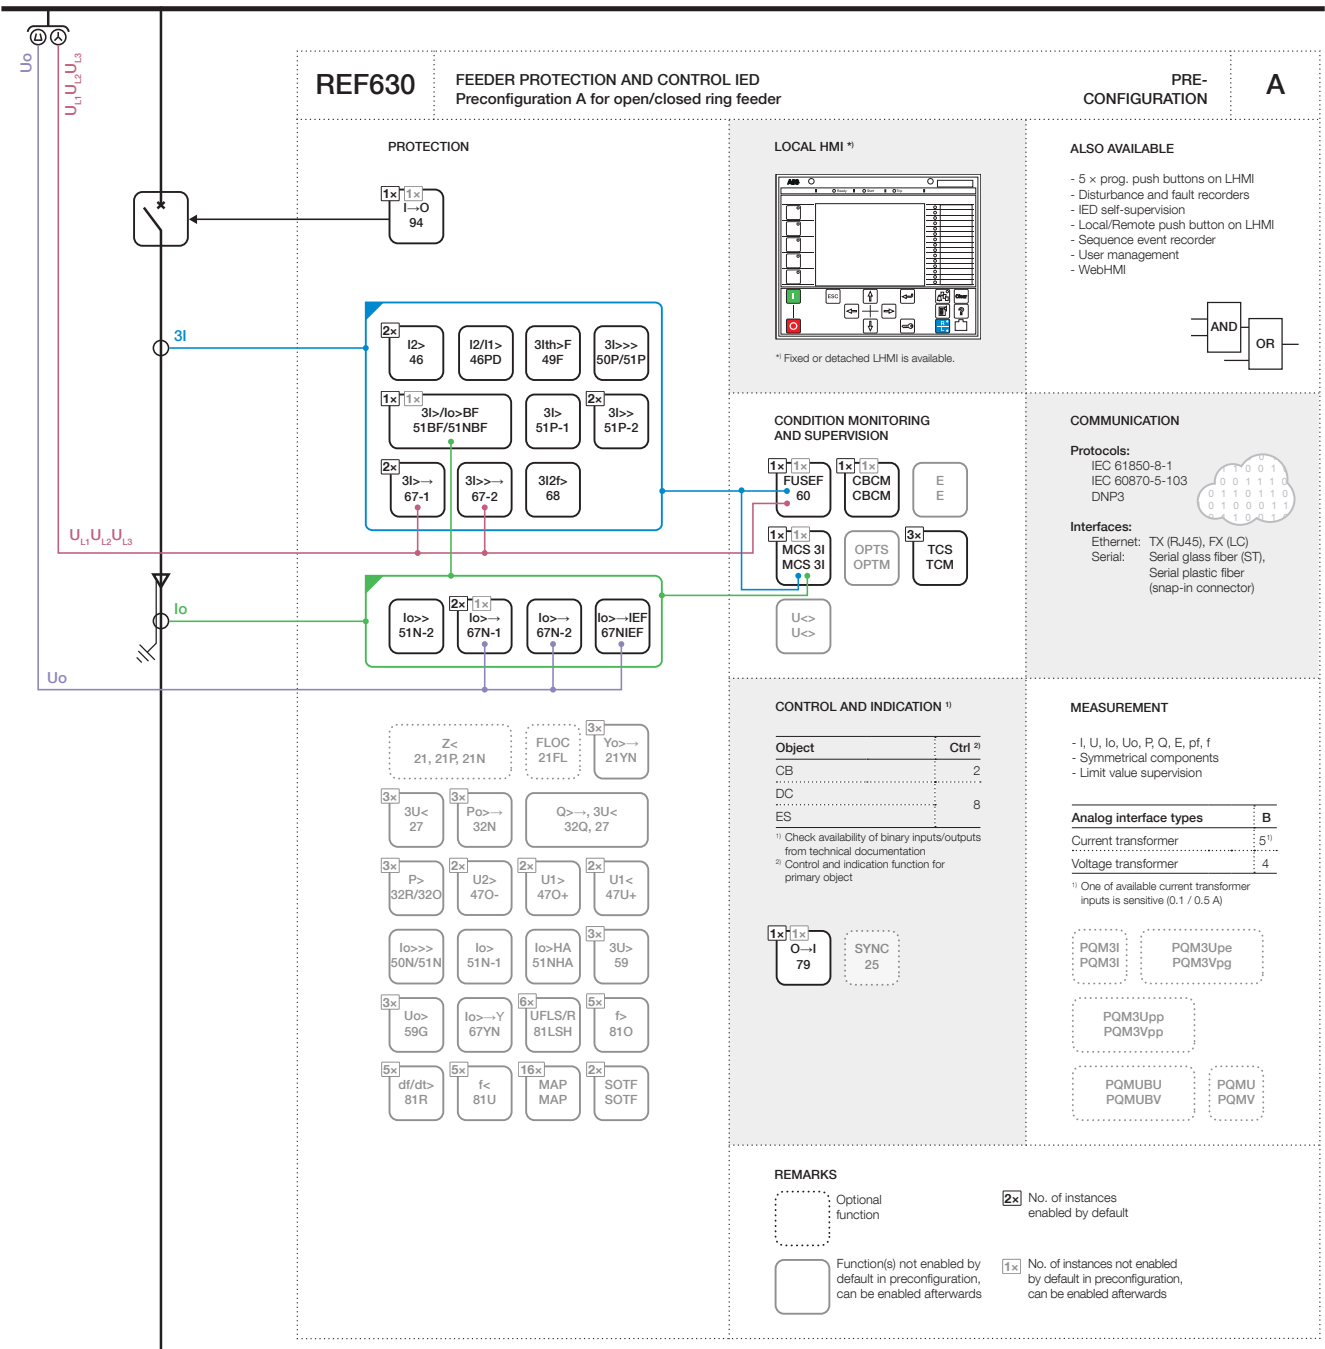 Uo
U L1 U L2 U L3
REF630
FEEDER PROTECTION AND CONTROL IED
Preconfiguration A for open/closed ring feeder
PRE-
CONFIGURATION
A
PROTECTION
1× 1×
I→O
94
3I
2×
I2>
46
I2/I1>
46PD
3Ith>F
49F
3I>>>
50P/51P
1× 1×
3I>/Io>BF
51BF/51NBF
3I>
51P-1
2×
3I>>
51P-2
2×
3I>→
67-1
3I>>→
67-2
3I2f>
68
U L1 U L2 U L3
Io
Io>>
51N-2
2× 1×
Io>→
67N-1
Io>→
67N-2
Io>→IEF
67NIEF
Uo
Z<
21, 21P, 21N
FLOC
21FL
3×
Yo>→
21YN
3×
3U<
27
3×
Po>→
32N
Q>→, 3U<
32Q, 27
3×
P>
32R/32O
2×
U2>
47O-
2×
U1>
47O+
2×
U1<
47U+
Io>>>
50N/51N
Io>
51N-1
Io>HA
51NHA
3×
3U>
59
3×
Uo>
59G
Io>→Y
67YN
6×
UFLS/R
81LSH
5×
f>
81O
5×
df/dt>
81R
5×
f<
81U
16×
MAP
MAP
2×
SOTF
SOTF
LOCAL HMI *)
ABB
Ready
Start
Trip
I
ESC
Clear
?
O
R
L
*) Fixed or detached LHMI is available.
ALSO AVAILABLE
- 5 × prog. push buttons on LHMI
- Disturbance and fault recorders
- IED self-supervision
- Local/Remote push button on LHMI
- Sequence event recorder
- User management
- WebHMI
AND
OR
CONDITION MONITORING
AND SUPERVISION
1× 1×
FUSEF
60
1× 1×
CBCM
CBCM
E
E
1× 1×
MCS 3I
MCS 3I
OPTS
OPTM
3×
TCS
TCM
U<>
U<>
COMMUNICATION
Protocols:
IEC 61850-8-1
IEC 60870-5-103
DNP3
Interfaces:
Ethernet: TX (RJ45), FX (LC)
Serial: Serial glass fiber (ST),
Serial plastic fiber
(snap-in connector)
CONTROL AND INDICATION 1)
Object Ctrl 2)
CB 2
DC
8
ES
1) Check availability of binary inputs/outputs
from technical documentation
2) Control and indication function for
primary object
1× 1×
O→I
79
SYNC
25
MEASUREMENT
- I, U, Io, Uo, P, Q, E, pf, f
- Symmetrical components
- Limit value supervision
Analog interface types B
Current transformer 5 1)
Voltage transformer 4
1) One of available current transformer
inputs is sensitive (0.1 / 0.5 A)
PQM3I
PQM3I
PQM3Upe
PQM3Vpg
PQM3Upp
PQM3Vpp
PQMUBU
PQMUBV
PQMU
PQMV
REMARKS
Optional
function
2× No. of instances
enabled by default
Function(s) not enabled by
default in preconfiguration,
can be enabled afterwards
1× No. of instances not enabled
by default in preconfiguration,
can be enabled afterwards